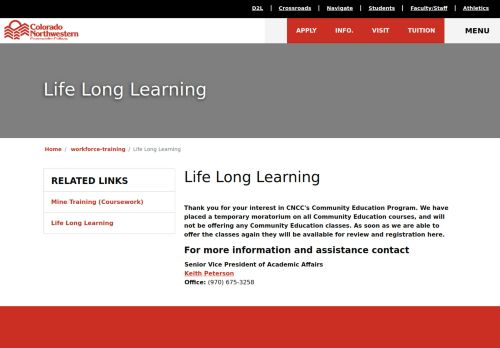 D2L | Crossroads | Navigate | Students | Faculty/Staff | Athletics
Colorado
Northwestern
Community College
APPLY INFO. VISIT TUITION MENU
Life Long Learning
Home / workforce-training / Life Long Learning
RELATED LINKS
Mine Training (Coursework)
Life Long Learning
Life Long Learning
Thank you for your interest in CNCC's Community Education Program. We have
placed a temporary moratorium on all Community Education courses, and will
not be offering any Community Education classes. As soon as we are able to
offer the classes again they will be available for review and registration here.
For more information and assistance contact
Senior Vice President of Academic Affairs
Keith Peterson
Office: (970) 675-3258